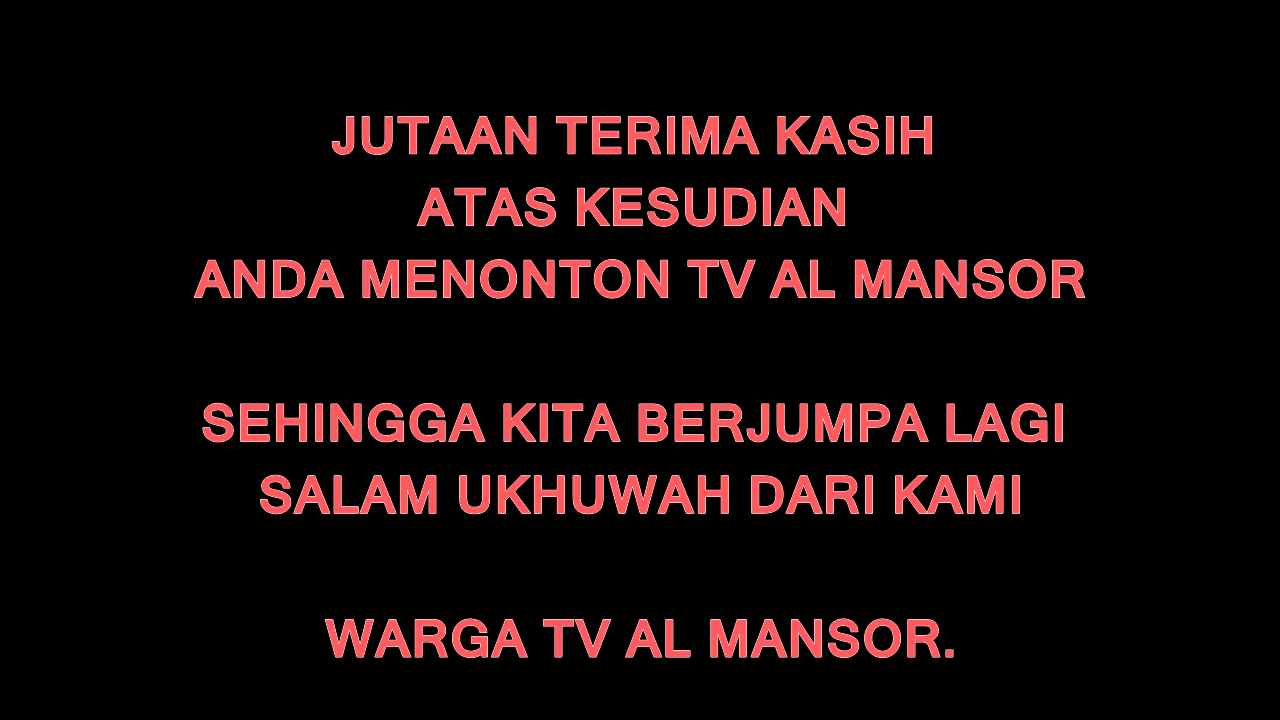 JUTAAN TERIMA KASIH
ATAS KESUDIAN
ANDA MENONTON TV AL MANSOR
SEHINGGA KITA BERJUMPA LAGI
SALAM UKHUWAH DARI KAMI
WARGA TV AL MANSOR.